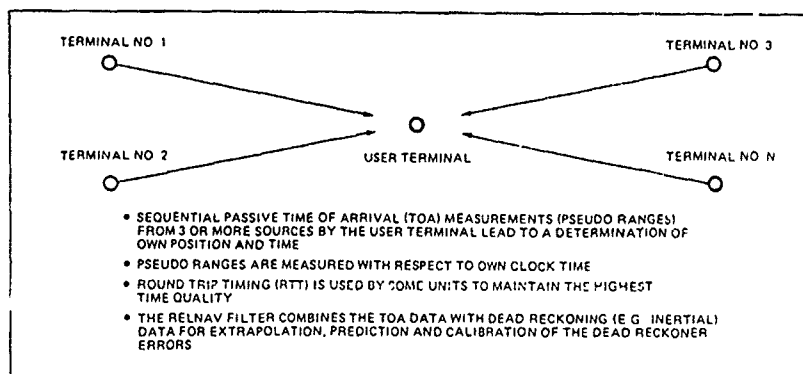 TERMINAL NO 1
TERMINAL NO 3
TERMINAL NO 2
USER TERMINAL
TERMINAL NO N
• SEQUENTIAL PASSIVE TIME OF ARRIVAL (TOA) MEASUREMENTS (PSEUDO RANGES)
FROM 3 OR MORE SOURCES BY THE USER TERMINAL LEAD TO A DETERMINATION OF
OWN POSITION AND TIME
• PSEUDO RANGES ARE MEASURED WITH RESPECT TO OWN CLOCK TIME
• ROUND TRIP TIMING (RTT) IS USED BY SOME UNITS TO MAINTAIN THE HIGHEST
TIME QUALITY
• THE RELNAV FILTER COMBINES THE TOA DATA WITH DEAD RECKONING (E G INERTIAL)
DATA FOR EXTRAPOLATION, PREDICTION AND CALIBRATION OF THE DEAD RECKONER
ERRORS